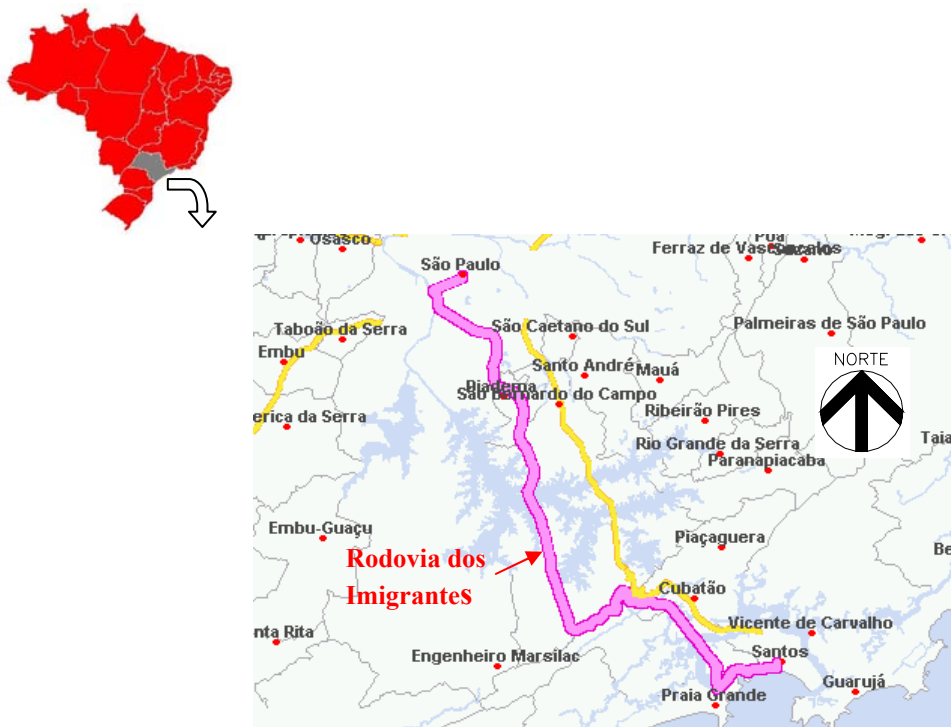 Osasco
São Paulo
Ferraz de Vasconcelos
Suzano
Taboão da Serra
São Caetano do Sul
Palmeiras de São Paulo
Embu
Santo André
Mauá
NORTE
Diadema
São Bernardo do Campo
erica da Serra
Ribeirão Pires
Rio Grande da Serra
Taia
Paranapiacaba
Embu-Guaçu
Piaçaguera
Be
Rodovia dos
Imigrantes
Cubatão
nta Rita
Vicente de Carvalho
Engenheiro Marsilac
Santos
Guarujá
Praia Grande